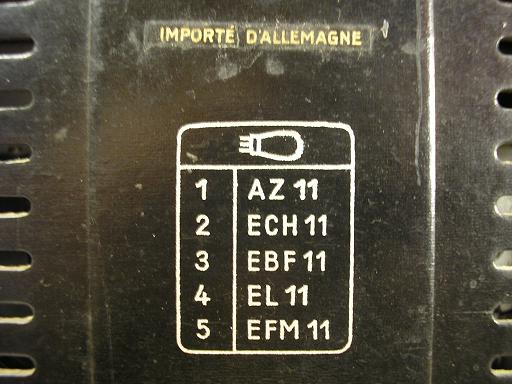 IMPORTÉ D'ALLEMAGNE
1 AZ 11
2 ECH 11
3 EBF 11
4 EL 11
5 EFM 11